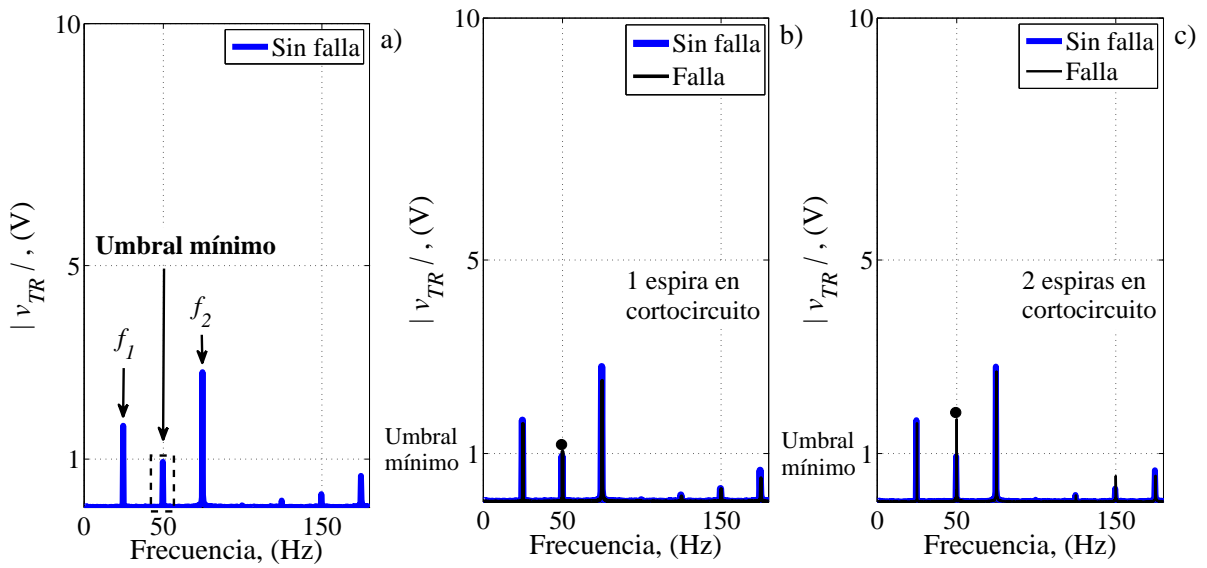 a)
10
Sin falla
Umbral mínimo
5
f1
f2
1
0
50
150
| vTR /, (V)
Frecuencia, (Hz)
b)
10
Sin falla
Falla
5
1 espira en
cortocircuito
Umbral
mínimo
1
0
50
150
| vTR /, (V)
Frecuencia, (Hz)
c)
10
Sin falla
Falla
5
2 espiras en
cortocircuito
Umbral
mínimo
1
0
50
150
| vTR /, (V)
Frecuencia, (Hz)